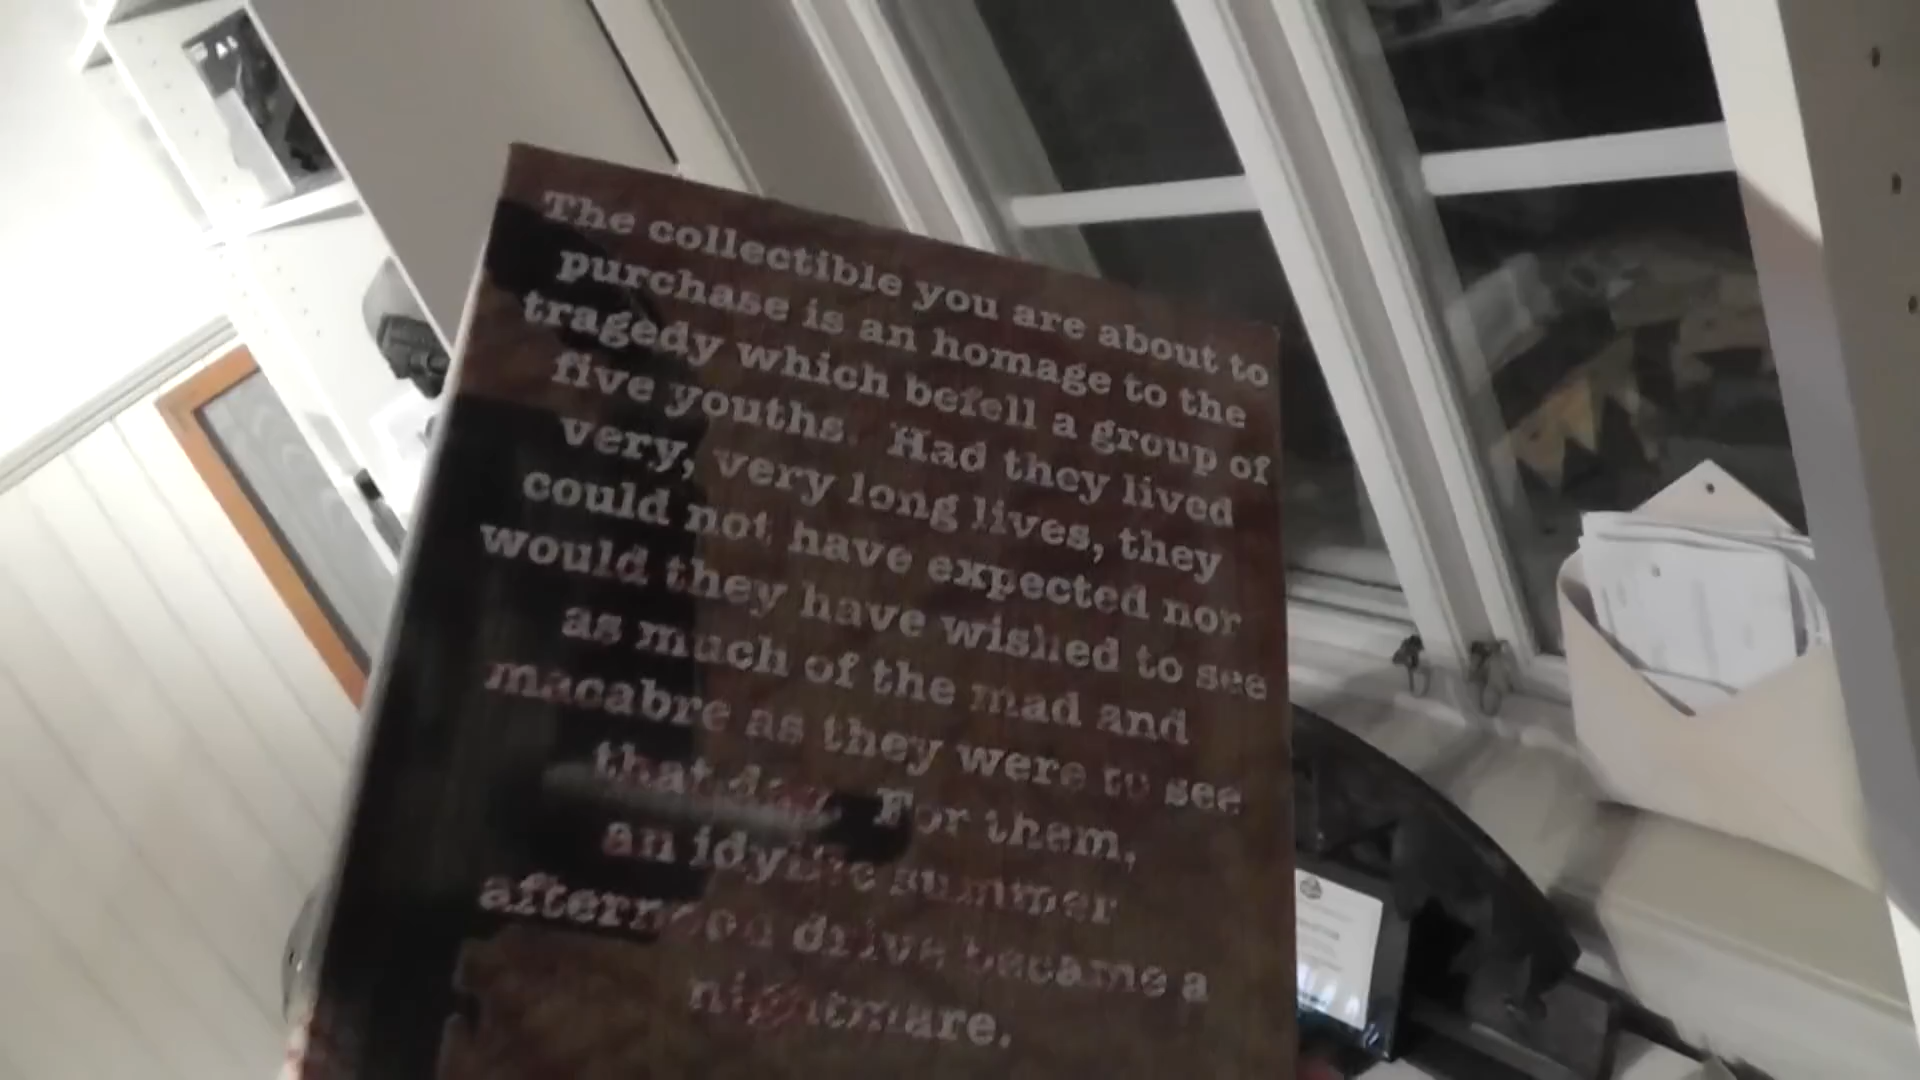 The collectible you are about to
purchase is an homage to the
tragedy which befell a group of
five youths. Had they lived
very, very long lives, they
could not have expected nor
would they have wished to see
as much of the mad and
macabre as they were to see
that day. For them,
an idyllic summer
afternoon drive became a
nightmare.